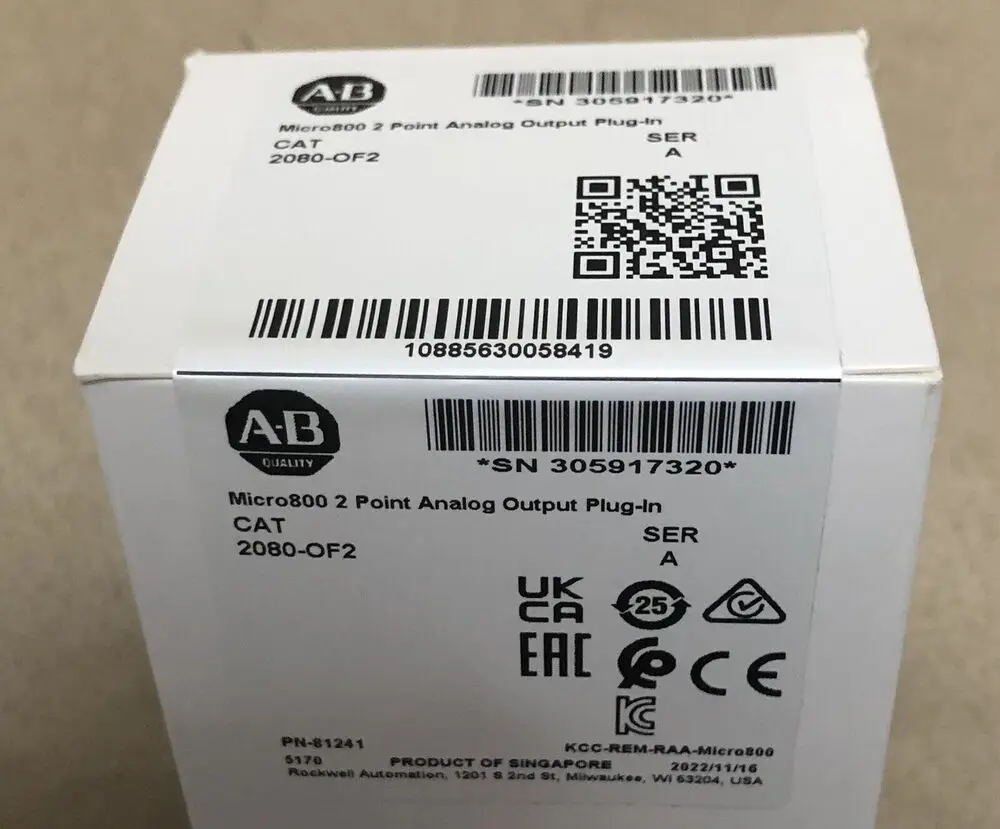 A-B
QUALITY
*SN 305917320*
Micro800 2 Point Analog Output Plug-In
CAT
2080-OF2
SER
A
10885630058419
A-B
QUALITY
*SN 305917320*
Micro800 2 Point Analog Output Plug-In
CAT
2080-OF2
SER
A
UK
CA
25
EAC
CE
KC
PN-81241
KCC-REM-RAA-Micro800
5170
PRODUCT OF SINGAPORE
2022/11/16
Rockwell Automation, 1201 S 2nd St, Milwaukee, WI 53204, USA